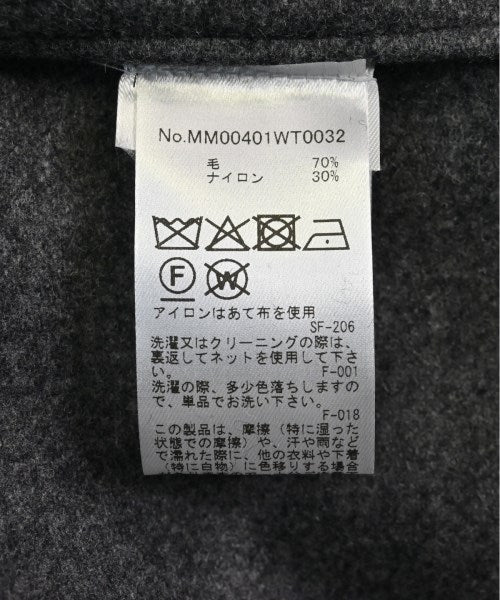 No.MM00401WT0032
毛 70%
ナイロン 30%
F W
アイロンはあて布を使用
SF-206
洗濯又はクリーニングの際は、
裏返してネットを使用して下さ
い。 F-001
洗濯の際、多少色落ちしますの
で、単品でお洗い下さい。
F-018
この製品は、摩擦（特に湿った
状態での摩擦）や、汗や雨など
で濡れた際に、他の衣料や下着
（特に白物）に色移りする場合